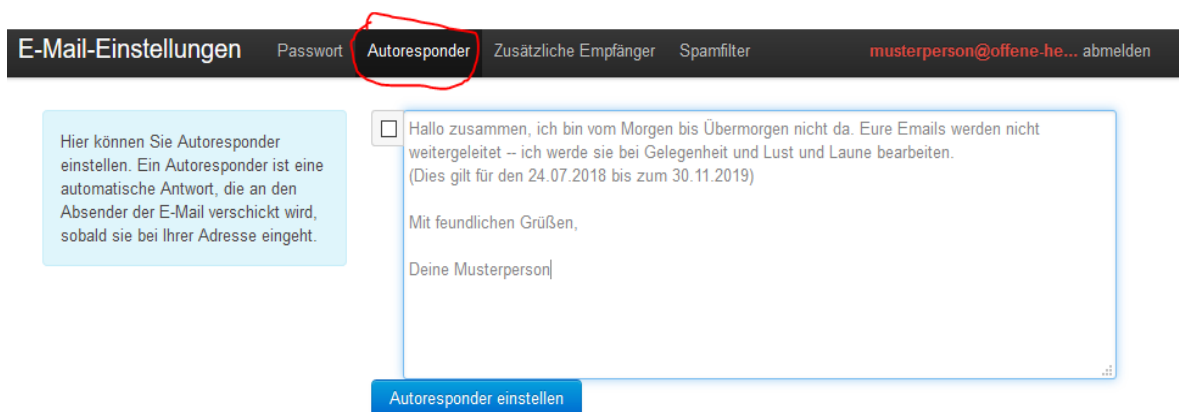 E-Mail-Einstellungen Passwort Autoresponder Zusätzliche Empfänger Spamfilter musterperson@offene-he... abmelden
Hier können Sie Autoresponder
einstellen. Ein Autoresponder ist eine
automatische Antwort, die an den
Absender der E-Mail verschickt wird,
sobald sie bei Ihrer Adresse eingeht.
Hallo zusammen, ich bin vom Morgen bis Übermorgen nicht da. Eure Emails werden nicht
weitergeleitet -- ich werde sie bei Gelegenheit und Lust und Laune bearbeiten.
(Dies gilt für den 24.07.2018 bis zum 30.11.2019)
Mit feundlichen Grüßen,
Deine Musterperson
Autoresponder einstellen